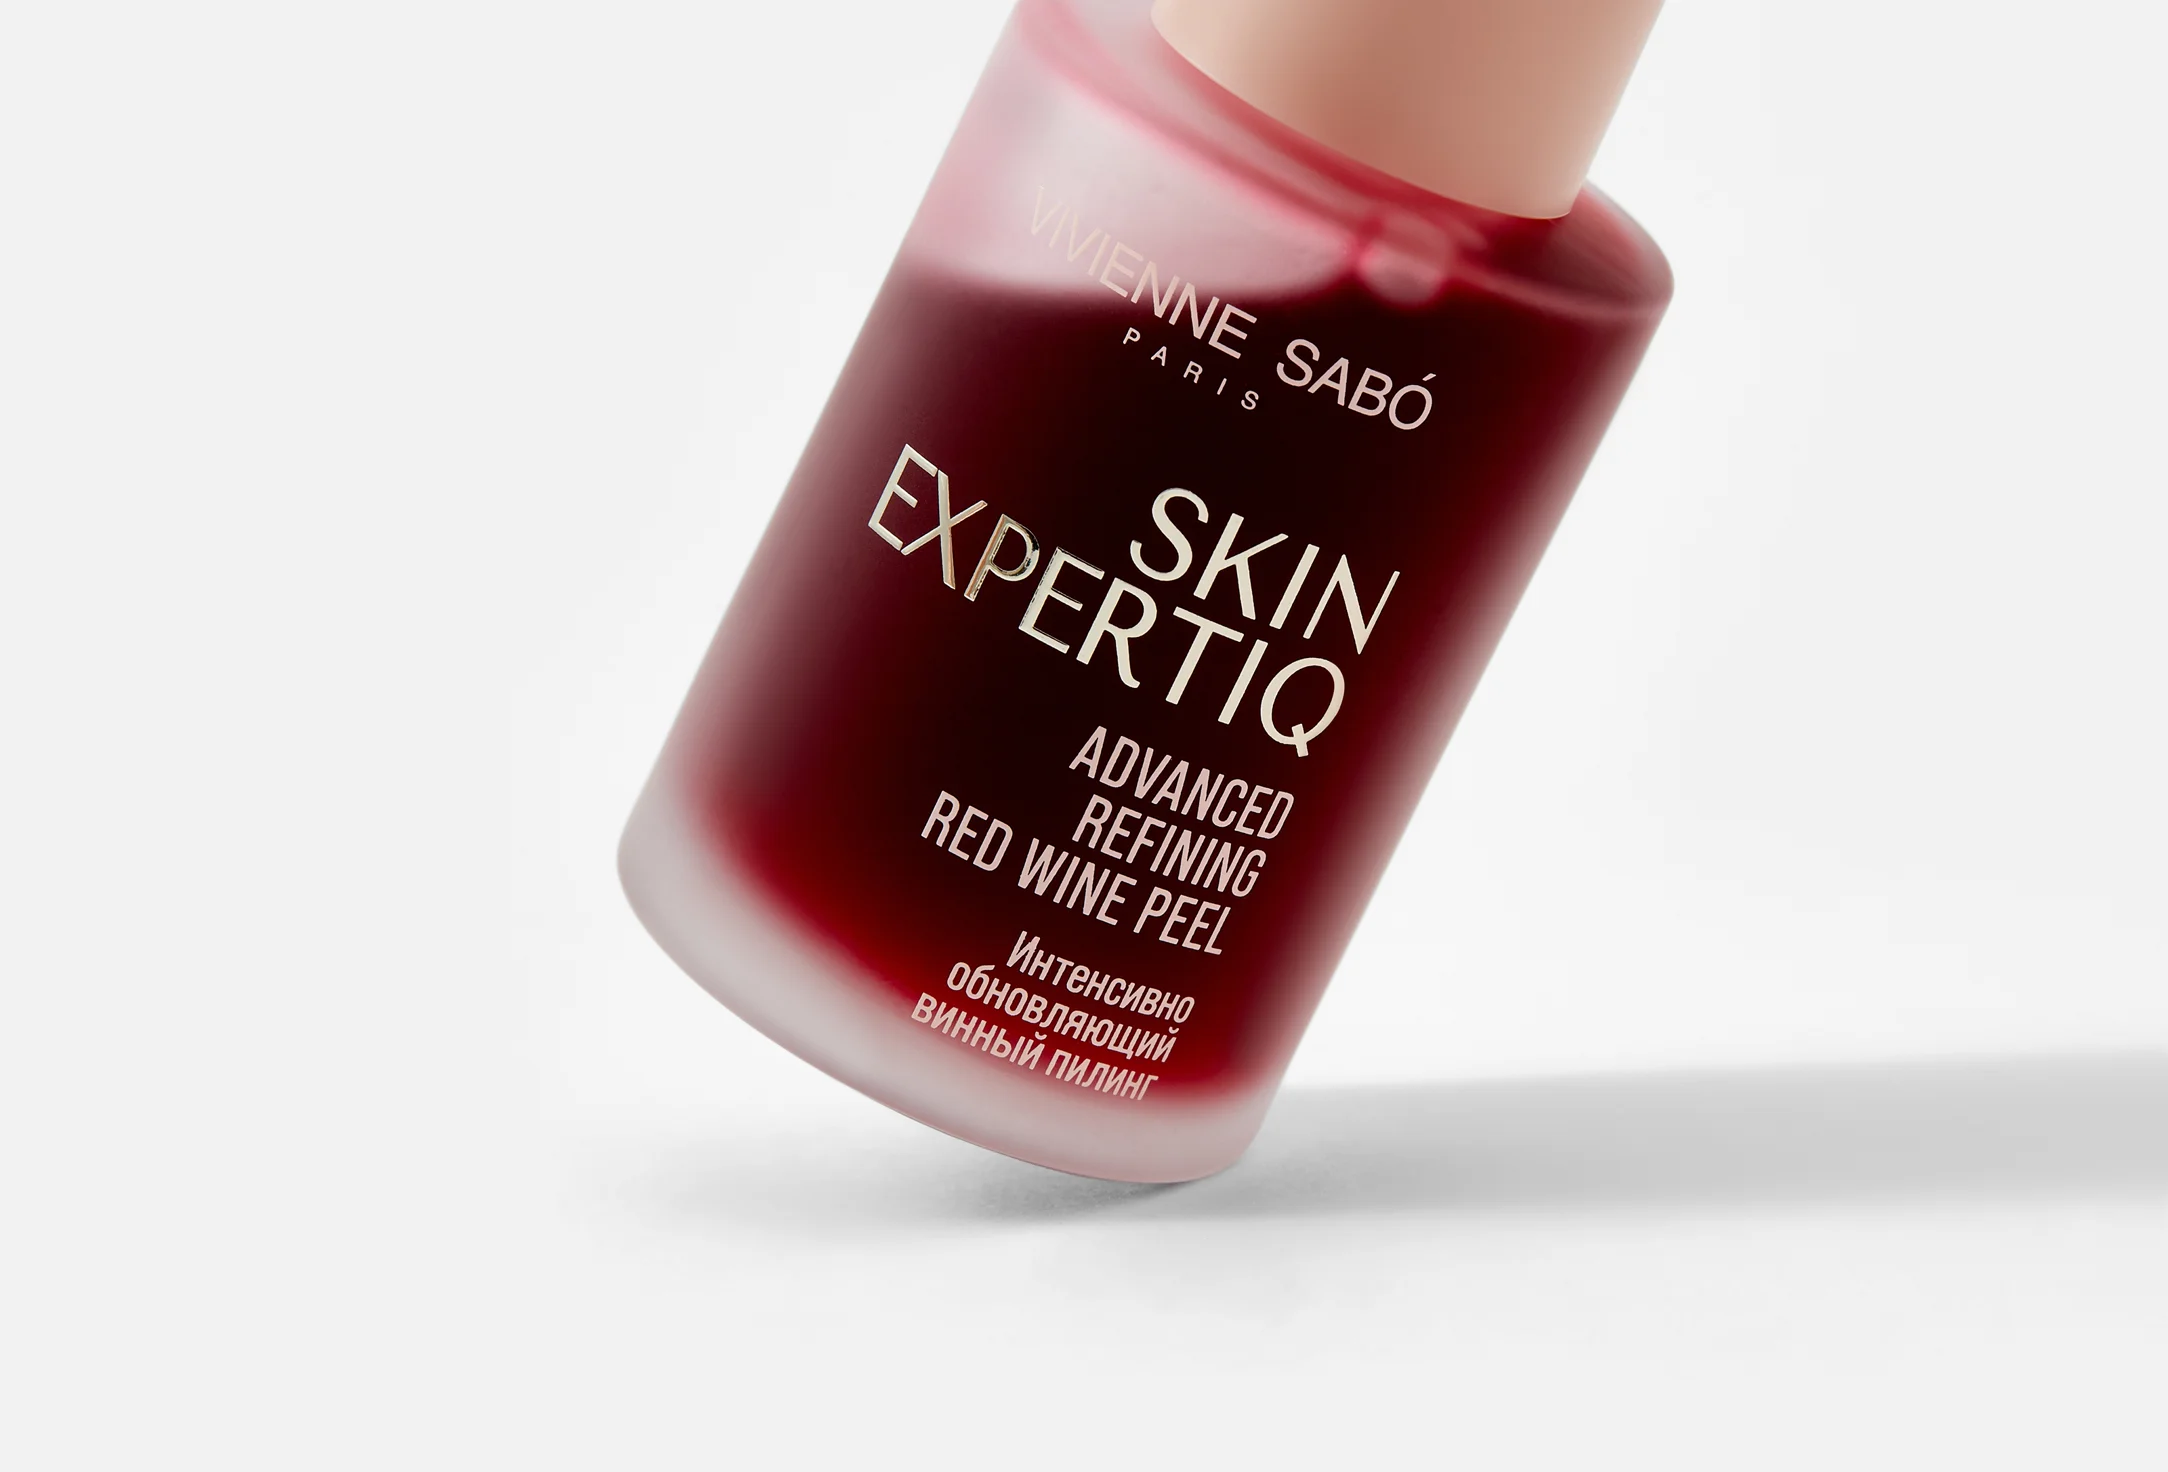 VIVIENNE SABÓ
PARIS
SKIN
EXPERTIQ
ADVANCED
REFINING
RED WINE PEEL
Интенсивно
обновляющий
винный пилинг